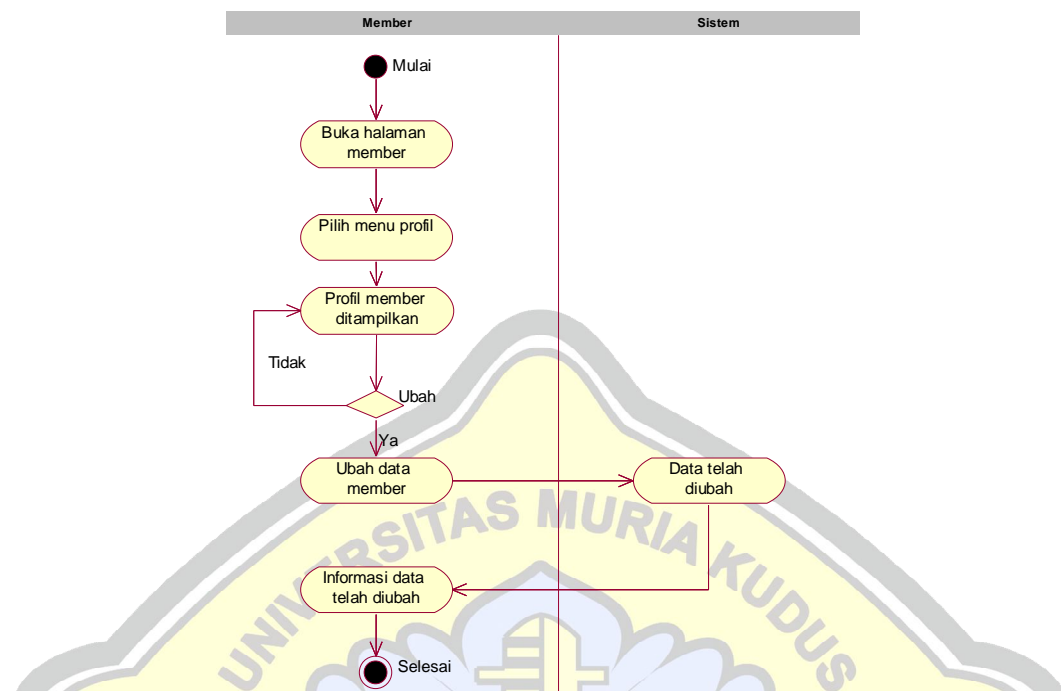 Member
Sistem
Mulai
Buka halaman
member
Pilih menu profil
Profil member
ditampilkan
Tidak
Ubah
Ya
Ubah data
member
Data telah
diubah
UNIVERSITAS MURIA KUDUS
Informasi data
telah diubah
Selesai